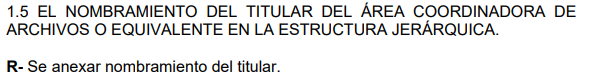 1.5 EL NOMBRAMIENTO DEL TITULAR DEL ÁREA COORDINADORA DE
ARCHIVOS O EQUIVALENTE EN LA ESTRUCTURA JERÁRQUICA.
R- Se anexar nombramiento del titular.